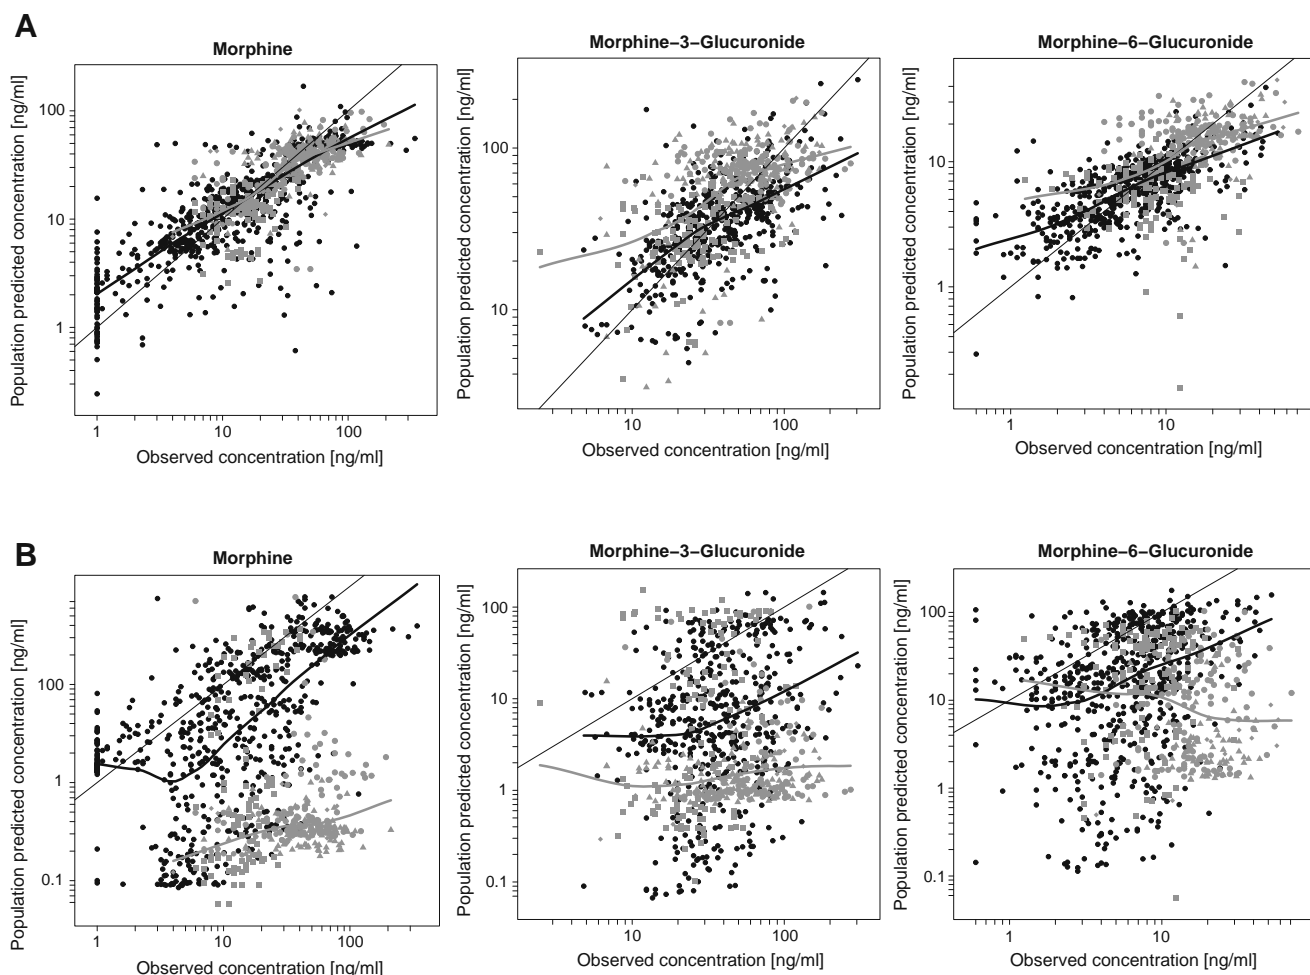 A
Morphine
Population predicted concentration [ng/ml]
100
10
1
1
10
100
Observed concentration [ng/ml]
Morphine−3−Glucuronide
Population predicted concentration [ng/ml]
100
10
10
100
Observed concentration [ng/ml]
Morphine−6−Glucuronide
Population predicted concentration [ng/ml]
10
1
1
10
Observed concentration [ng/ml]
B
Morphine
Population predicted concentration [ng/ml]
100
1
0.1
1
10
100
Observed concentration [ng/ml]
Morphine−3−Glucuronide
Population predicted concentration [ng/ml]
100
10
1
0.1
10
100
Observed concentration [ng/ml]
Morphine−6−Glucuronide
Population predicted concentration [ng/ml]
100
10
1
0.1
1
10
Observed concentration [ng/ml]